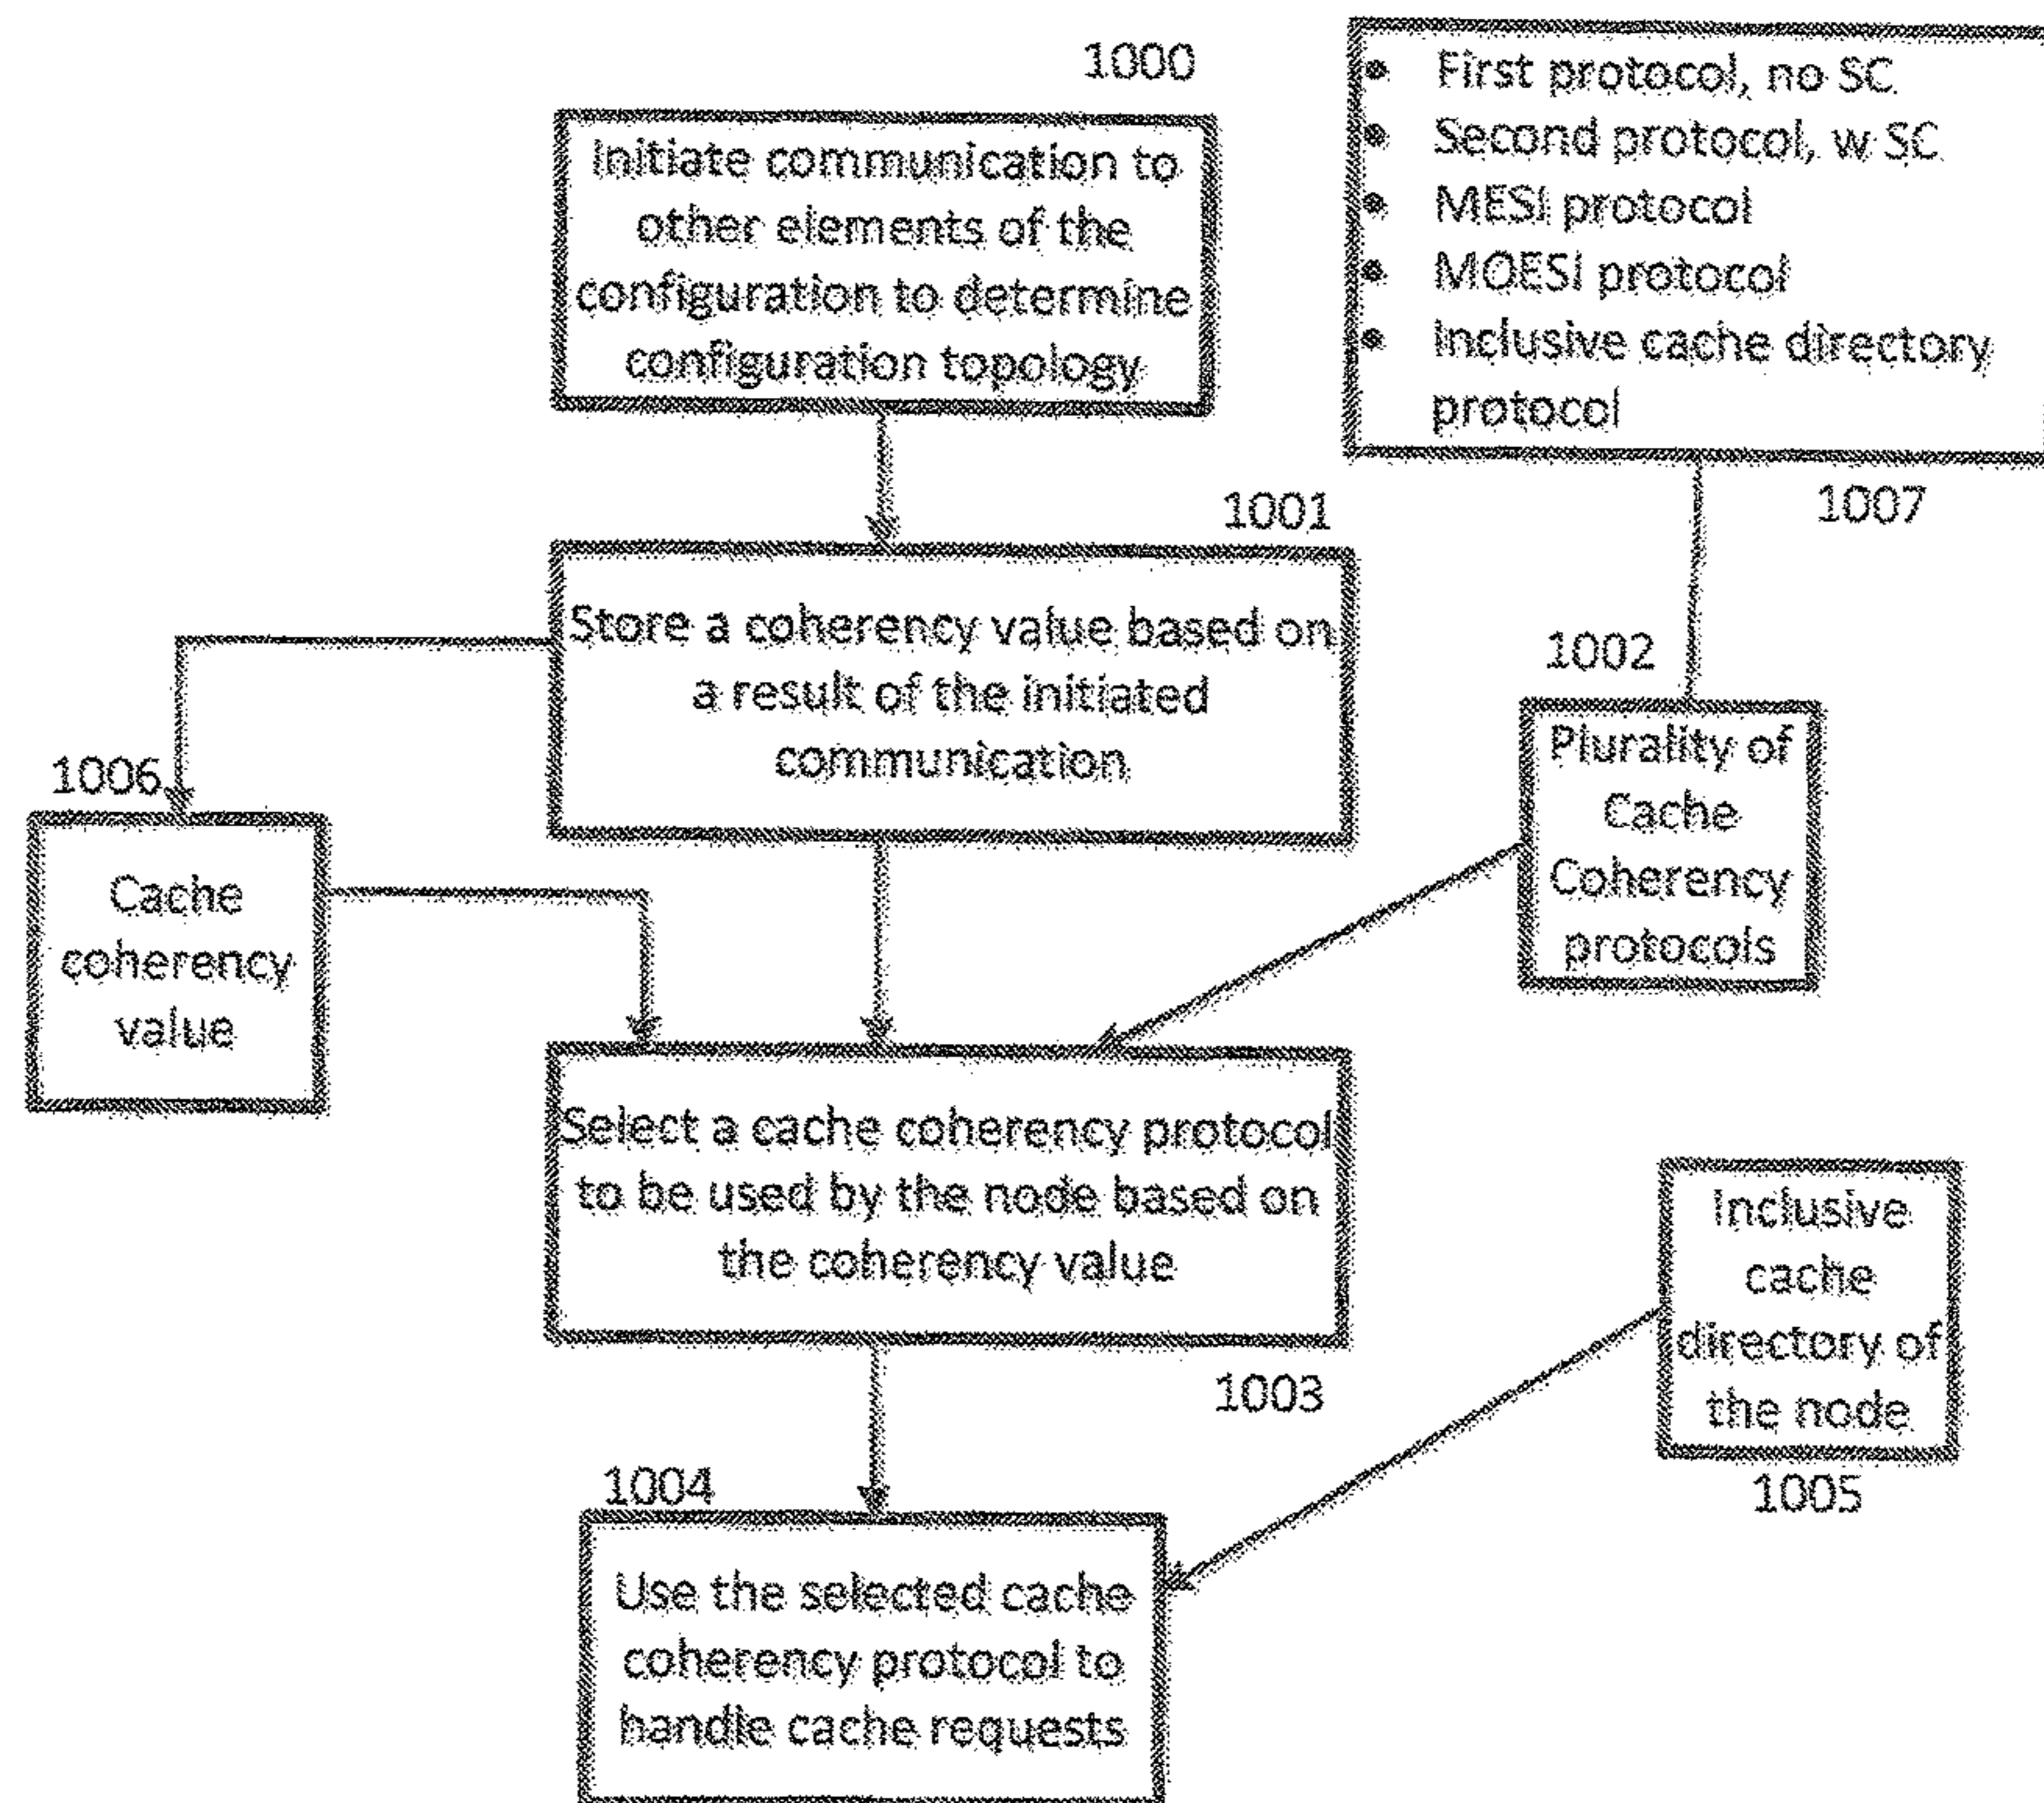 1000
Initiate communication to
other elements of the
configuration to determine
configuration topology
• First protocol, no SC
• Second protocol, w SC
• MESI protocol
• MOESI protocol
• Inclusive cache directory
protocol
1007
1001
Store a coherency value based on
a result of the initiated
communication
1002
Plurality of
Cache
Coherency
protocols
1006
Cache
coherency
value
Select a cache coherency protocol
to be used by the node based on
the coherency value
1003
Inclusive
cache
directory of
the node
1005
1004
Use the selected cache
coherency protocol to
handle cache requests